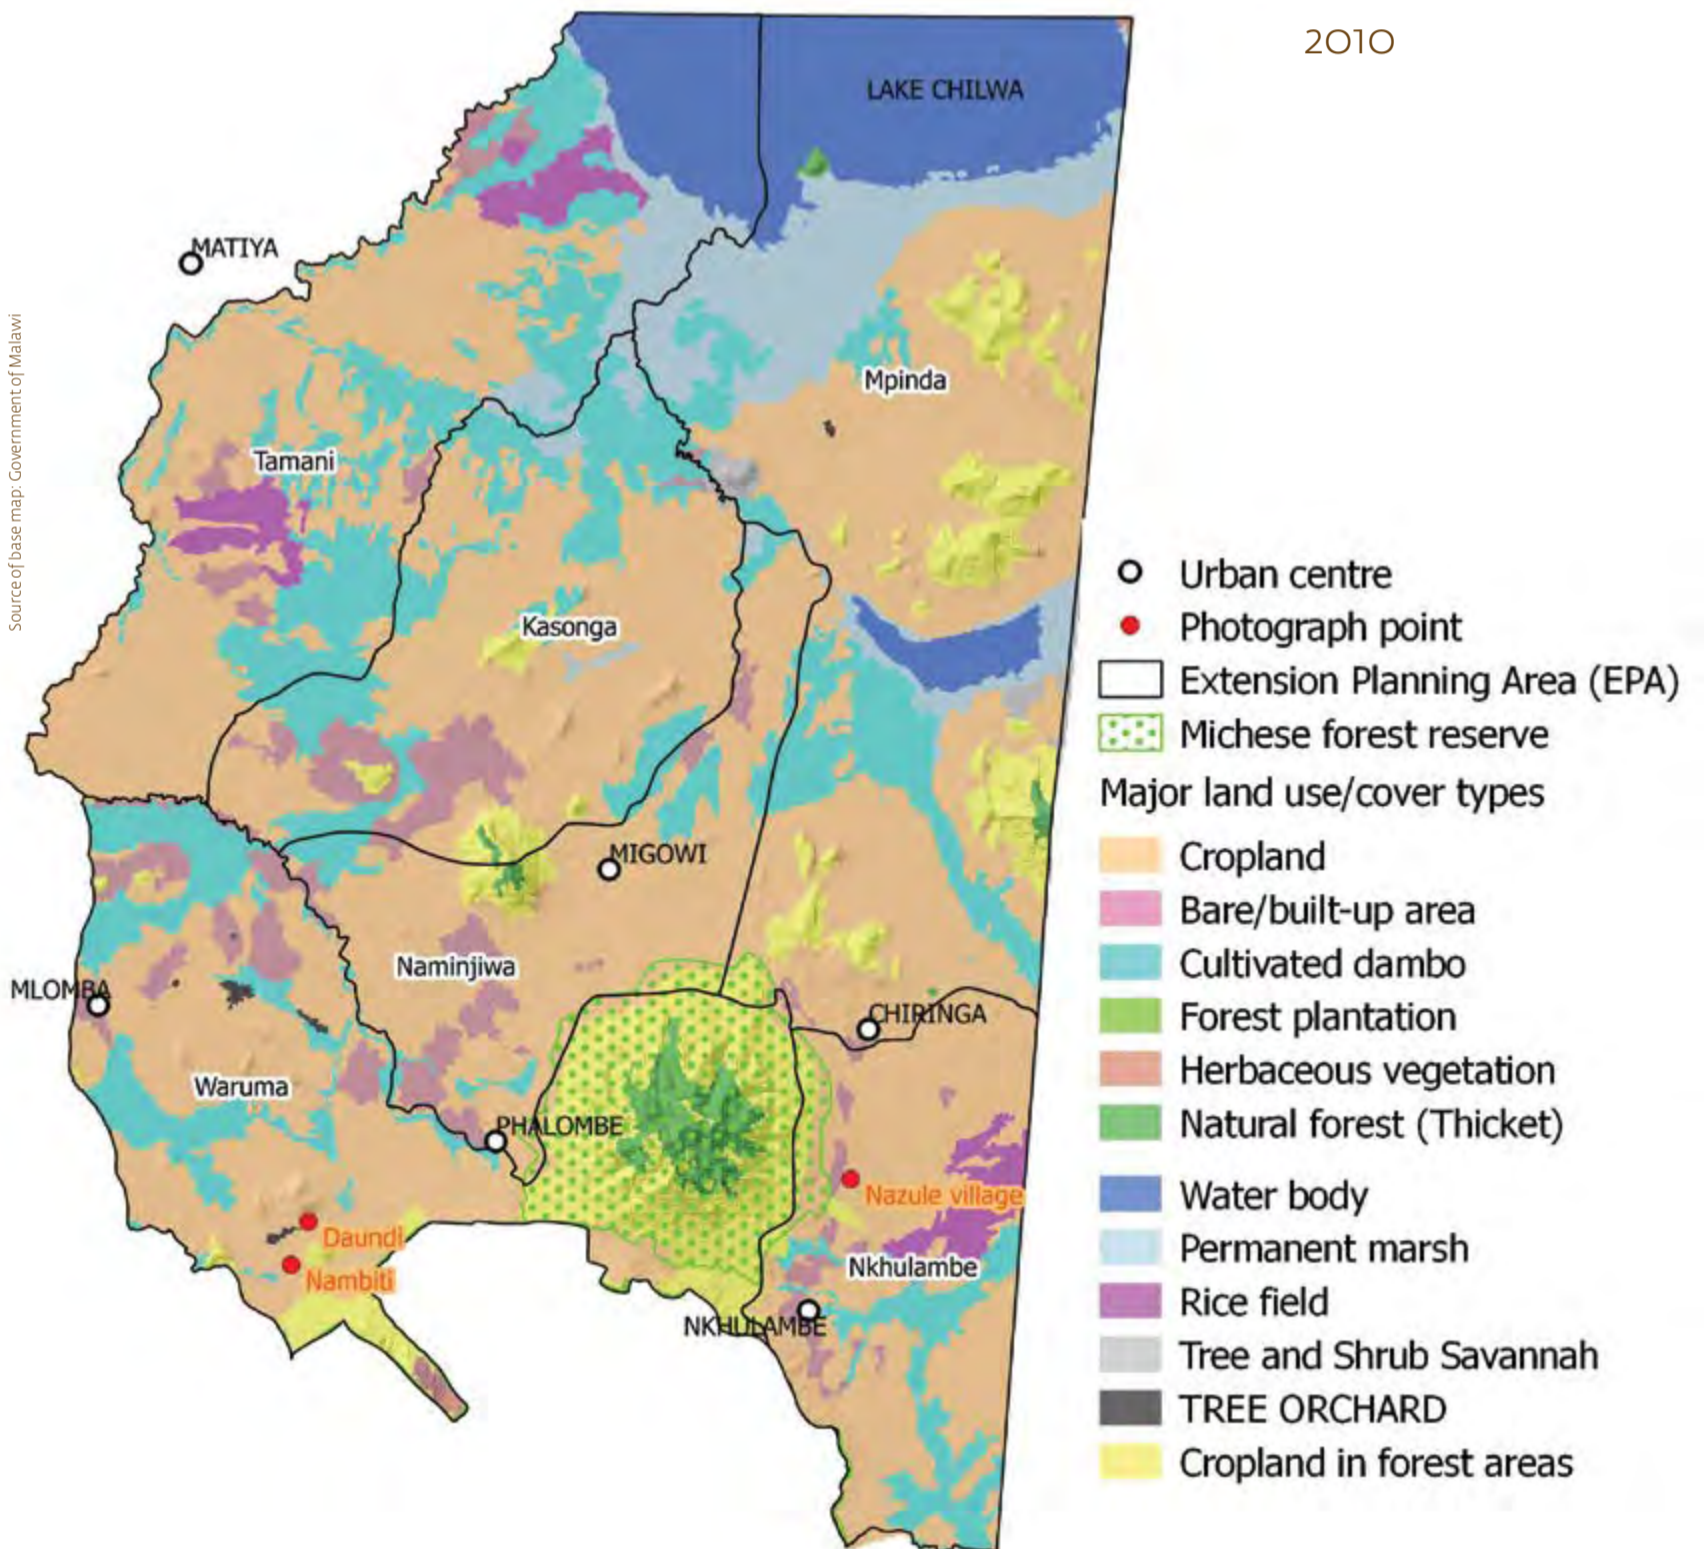 2010
LAKE CHILWA
MATIYA
Source of base map: Government of Malawi
Mpinda
Tamani
Kasonga
MIGOWI
Naminjiwa
MLOMBA
CHIRINGA
Waruma
PHALOMBE
Nazule village
Daundi
Nkhulambe
Nambiti
NKHULAMBE
Urban centre
Photograph point
Extension Planning Area (EPA)
Michese forest reserve
Major land use/cover types
Cropland
Bare/built-up area
Cultivated dambo
Forest plantation
Herbaceous vegetation
Natural forest (Thicket)
Water body
Permanent marsh
Rice field
Tree and Shrub Savannah
TREE ORCHARD
Cropland in forest areas